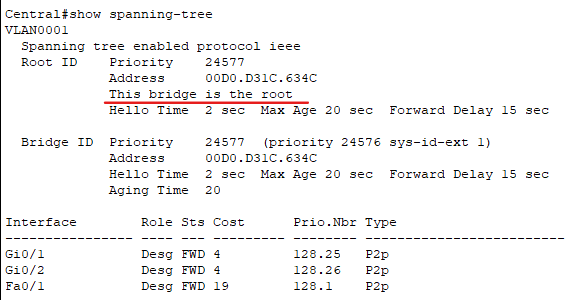 Central#show spanning-tree
VLAN0001
  Spanning tree enabled protocol ieee
  Root ID    Priority    24577
             Address     00D0.D31C.634C
             This bridge is the root
             Hello Time  2 sec  Max Age 20 sec  Forward Delay 15 sec
  Bridge ID  Priority    24577  (priority 24576 sys-id-ext 1)
             Address     00D0.D31C.634C
             Hello Time  2 sec  Max Age 20 sec  Forward Delay 15 sec
             Aging Time  20
Interface        Role Sts Cost      Prio.Nbr Type
---------------- ---- --- --------- -------- --------------------------
Gi0/1            Desg FWD 4         128.25   P2p
Gi0/2            Desg FWD 4         128.26   P2p
Fa0/1            Desg FWD 19        128.1    P2p